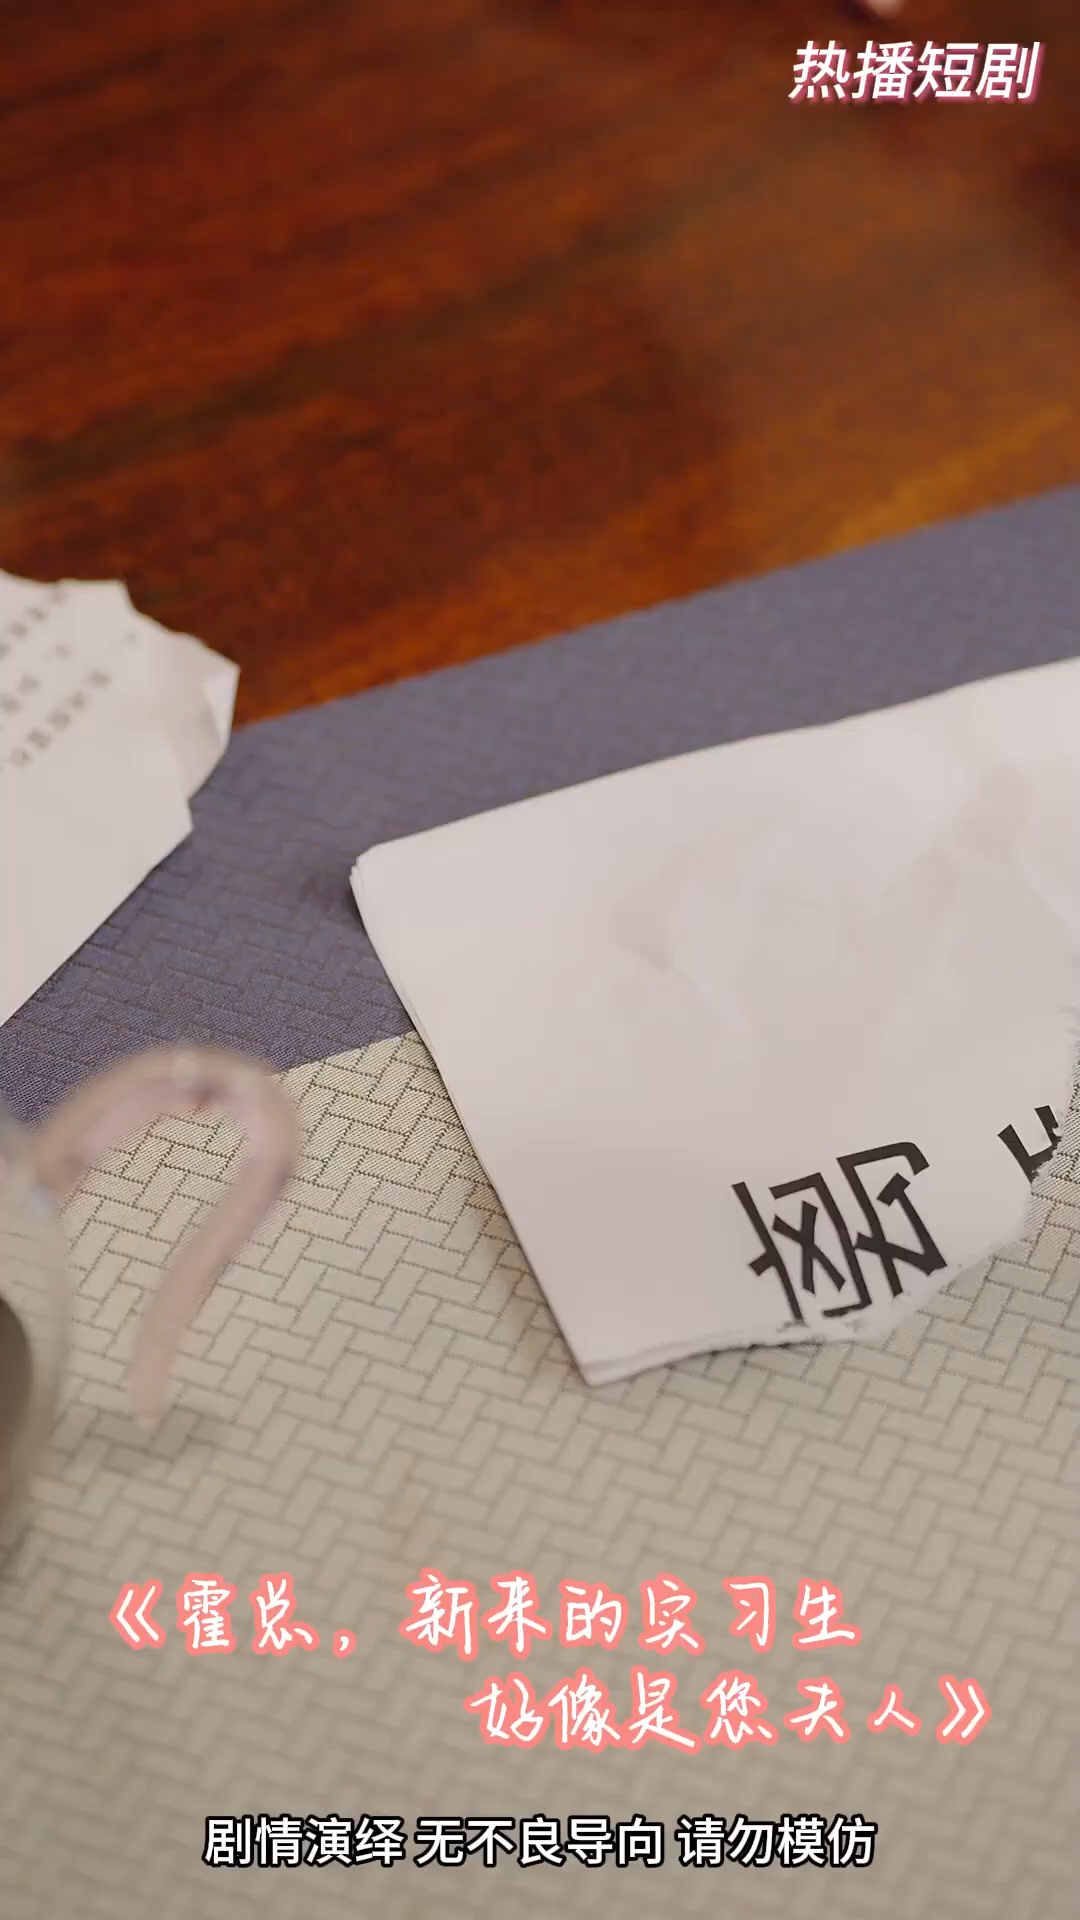 热播短剧
离
《霍总，新来的实习生
好像是您夫人》
剧情演绎 无不良导向 请勿模仿